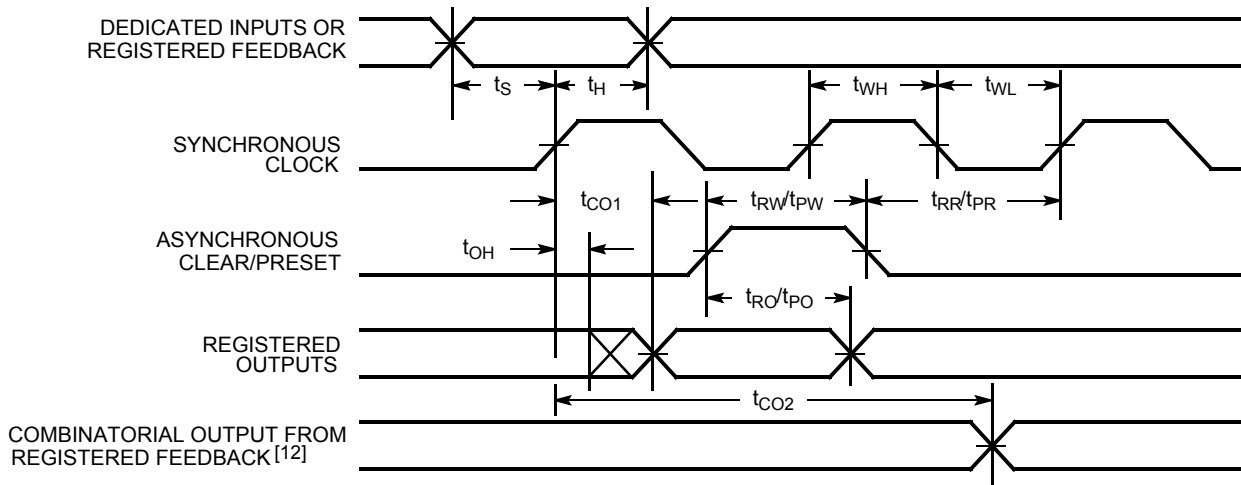 DEDICATED INPUTS OR
REGISTERED FEEDBACK
tS
tH
tWH
tWL
SYNCHRONOUS
CLOCK
tCO1
tRW/tPW
tRR/tPR
ASYNCHRONOUS
CLEAR/PRESET
tOH
tRO/tPO
REGISTERED
OUTPUTS
tCO2
COMBINATORIAL OUTPUT FROM
REGISTERED FEEDBACK [12]